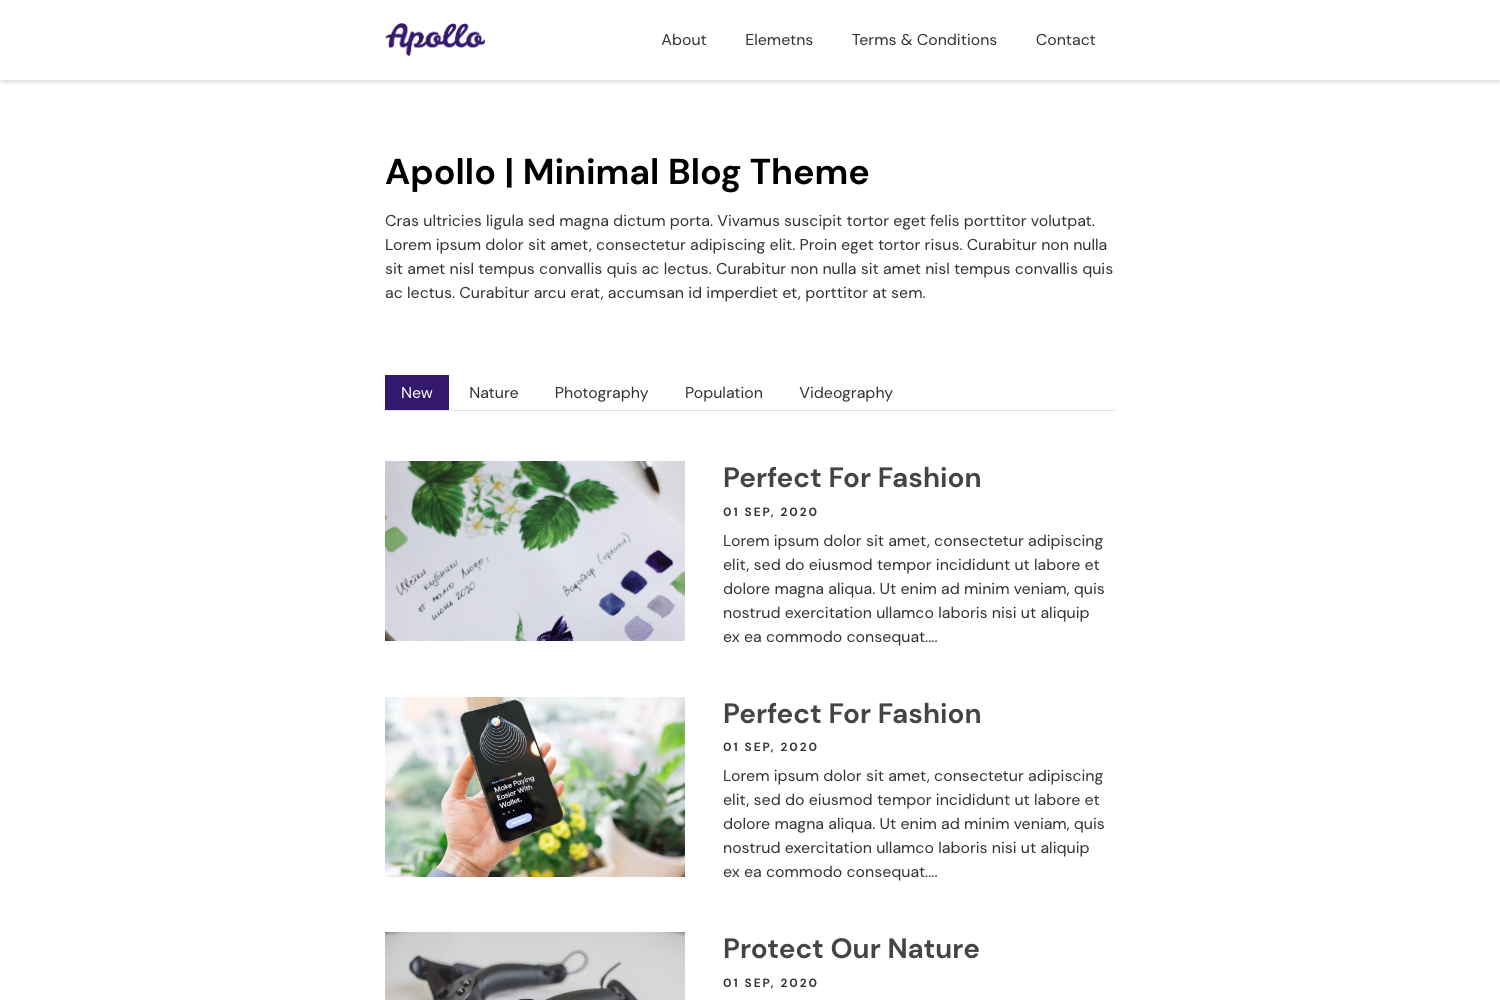 Apollo
About
Elemetns
Terms & Conditions
Contact
Apollo | Minimal Blog Theme
Cras ultricies ligula sed magna dictum porta. Vivamus suscipit tortor eget felis porttitor volutpat.
Lorem ipsum dolor sit amet, consectetur adipiscing elit. Proin eget tortor risus. Curabitur non nulla
sit amet nisl tempus convallis quis ac lectus. Curabitur non nulla sit amet nisl tempus convallis quis
ac lectus. Curabitur arcu erat, accumsan id imperdiet et, porttitor at sem.
New
Nature
Photography
Population
Videography
Цветки
клубники
от
июнь 2020
Водосбор (орлики)
Perfect For Fashion
01 SEP, 2020
Lorem ipsum dolor sit amet, consectetur adipiscing
elit, sed do eiusmod tempor incididunt ut labore et
dolore magna aliqua. Ut enim ad minim veniam, quis
nostrud exercitation ullamco laboris nisi ut aliquip
ex ea commodo consequat....
Make Paying
Easier With
Wallet.
Perfect For Fashion
01 SEP, 2020
Lorem ipsum dolor sit amet, consectetur adipiscing
elit, sed do eiusmod tempor incididunt ut labore et
dolore magna aliqua. Ut enim ad minim veniam, quis
nostrud exercitation ullamco laboris nisi ut aliquip
ex ea commodo consequat....
Protect Our Nature
01 SEP, 2020